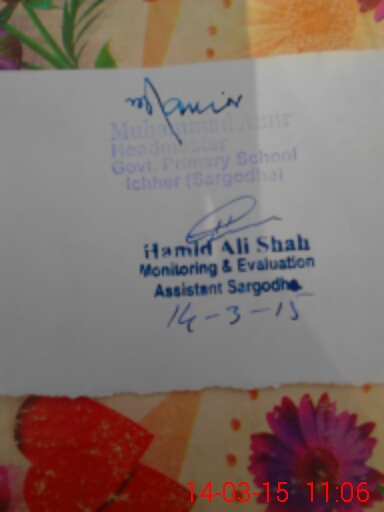 Muhammad Amir
Headmaster
Govt. Primary School
Ichher (Sargodha)
Hamid Ali Shah
Monitoring & Evaluation
Assistant Sargodha
14-3-15
14-03-15 11:06